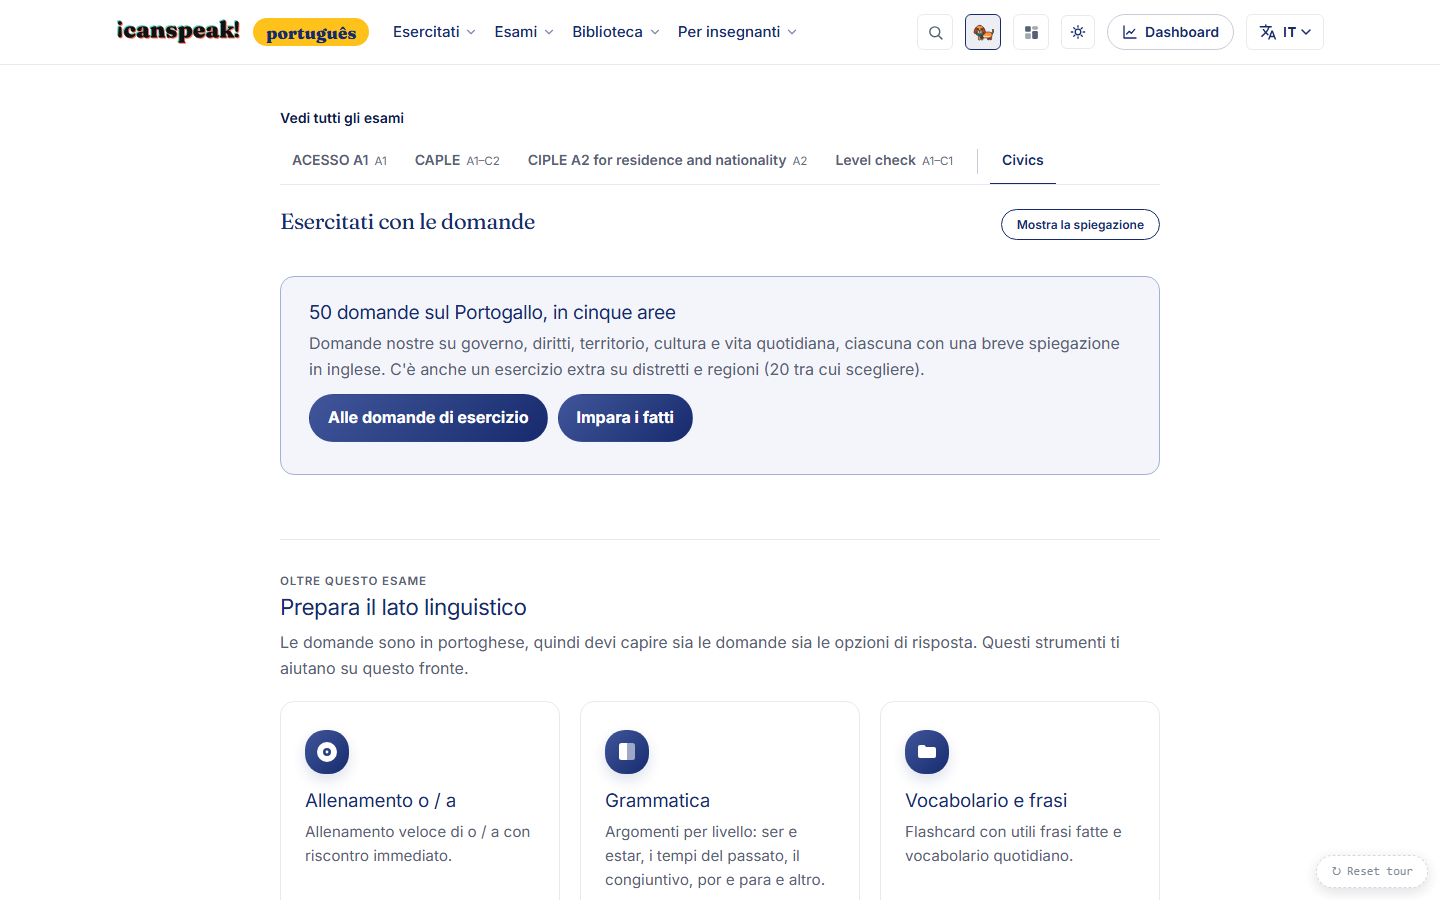 icanspeak!
português
Esercitati
Esami
Biblioteca
Per insegnanti
Dashboard
IT
Vedi tutti gli esami
ACESSO A1 A1
CAPLE A1–C2
CIPLE A2 for residence and nationality A2
Level check A1–C1
Civics
Esercitati con le domande
Mostra la spiegazione
50 domande sul Portogallo, in cinque aree
Domande nostre su governo, diritti, territorio, cultura e vita quotidiana, ciascuna con una breve spiegazione
in inglese. C'è anche un esercizio extra su distretti e regioni (20 tra cui scegliere).
Alle domande di esercizio
Impara i fatti
OLTRE QUESTO ESAME
Prepara il lato linguistico
Le domande sono in portoghese, quindi devi capire sia le domande sia le opzioni di risposta. Questi strumenti ti
aiutano su questo fronte.
Allenamento o / a
Allenamento veloce di o / a con
riscontro immediato.
Grammatica
Argomenti per livello: ser e
estar, i tempi del passato, il
congiuntivo, por e para e altro.
Vocabolario e frasi
Flashcard con utili frasi fatte e
vocabolario quotidiano.
↻ Reset tour